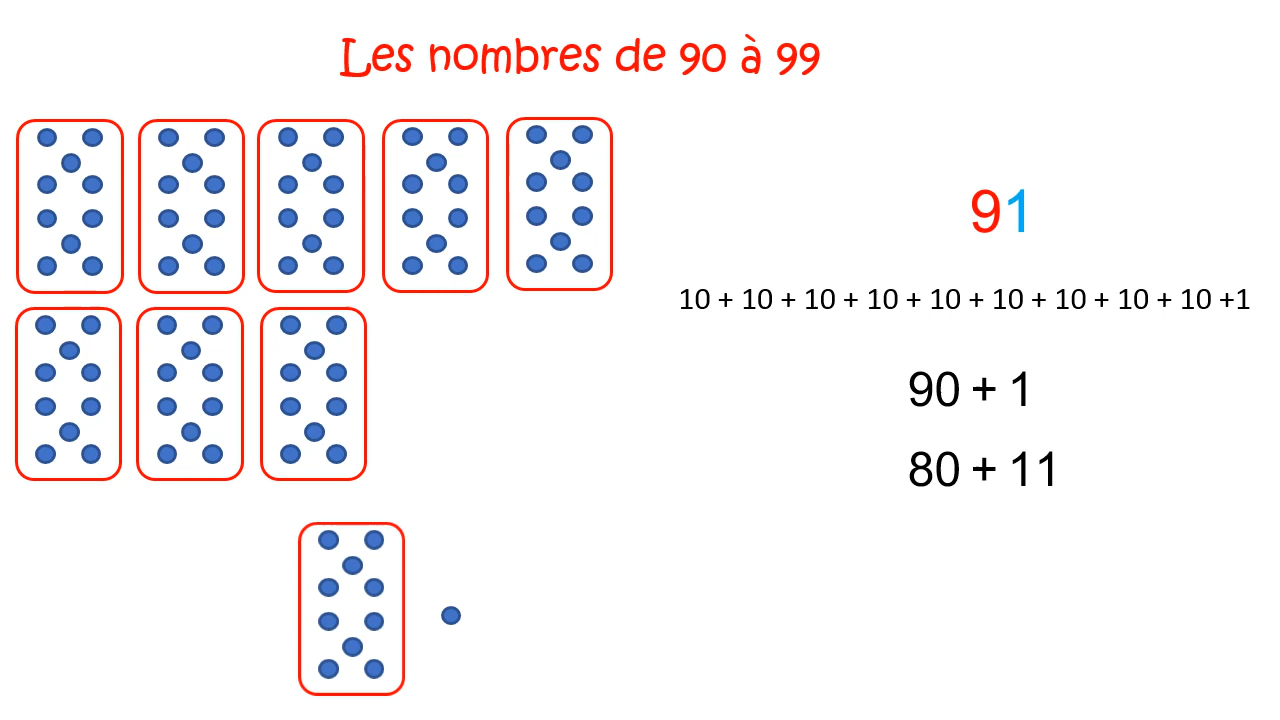 Les nombres de 90 à 99
91
10 + 10 + 10 + 10 + 10 + 10 + 10 + 10 + 10 +1
90 + 1
80 + 11